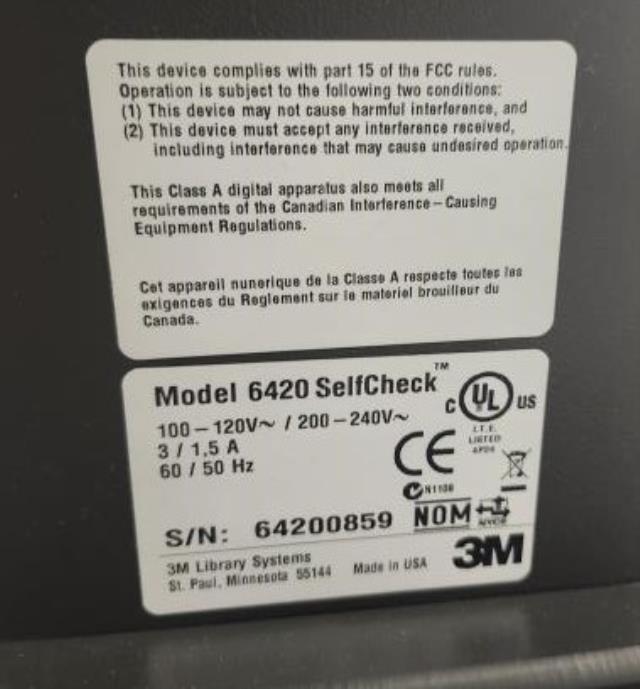 This device complies with part 15 of the FCC rules.
Operation is subject to the following two conditions:
(1) This device may not cause harmful interference, and
(2) This device must accept any interference received,
including interference that may cause undesired operation.
This Class A digital apparatus also meets all
requirements of the Canadian Interference-Causing
Equipment Regulations.
Cet appareil nunerique de la Classe A respecte toutes les
exigences du Reglement sur le materiel brouilleur du
Canada.
Model 6420 SelfCheck™
100-120V~ / 200-240V~
3 / 1.5 A
60 / 50 Hz
C UL US
I.T.E.
LISTED
CE
N1108
S/N: 64200859
NOM
NYCE
3M Library Systems
St. Paul, Minnesota 55144
Made in USA
3M